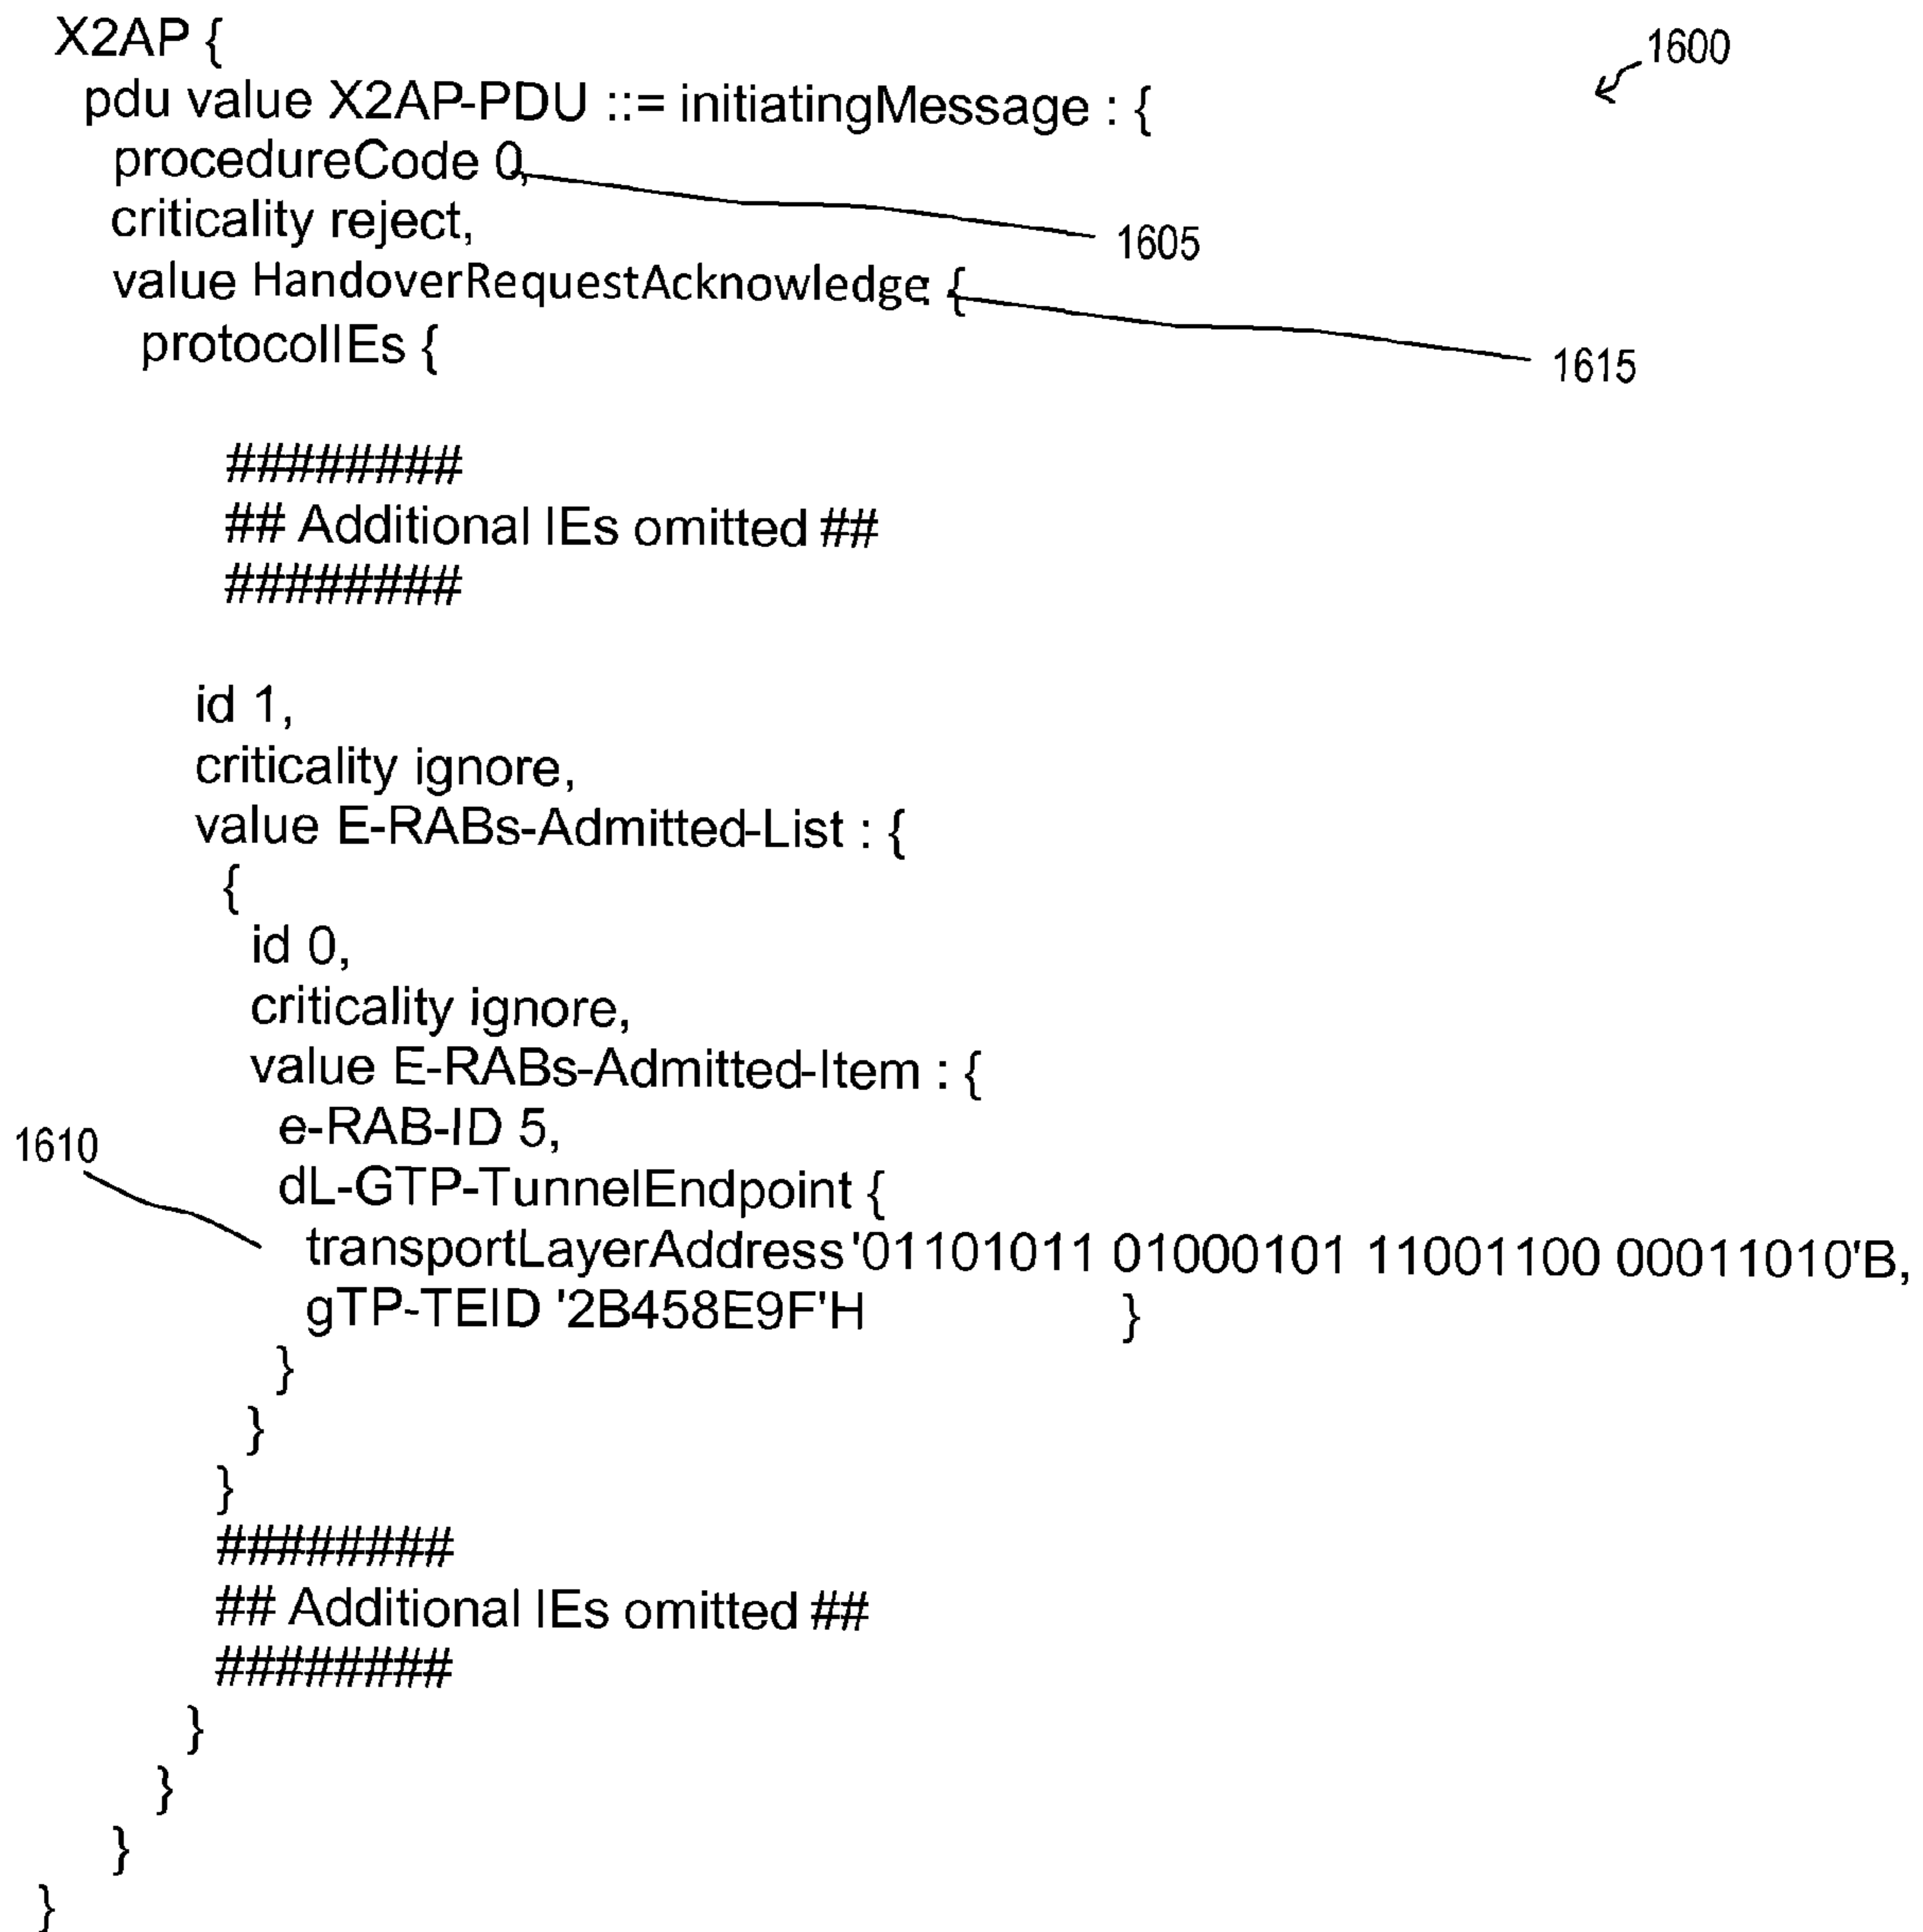 X2AP {
1600
pdu value X2AP-PDU ::= initiatingMessage : {
procedureCode 0,
criticality reject,
1605
value HandoverRequestAcknowledge {
protocolIEs {
1615
########
## Additional IEs omitted ##
########
id 1,
criticality ignore,
value E-RABs-Admitted-List : {
{
id 0,
criticality ignore,
value E-RABs-Admitted-Item : {
e-RAB-ID 5,
1610
dL-GTP-TunnelEndpoint {
transportLayerAddress '01101011 01000101 11001100 00011010'B,
gTP-TEID '2B458E9F'H }
}
}
}
########
## Additional IEs omitted ##
########
}
}
}
}